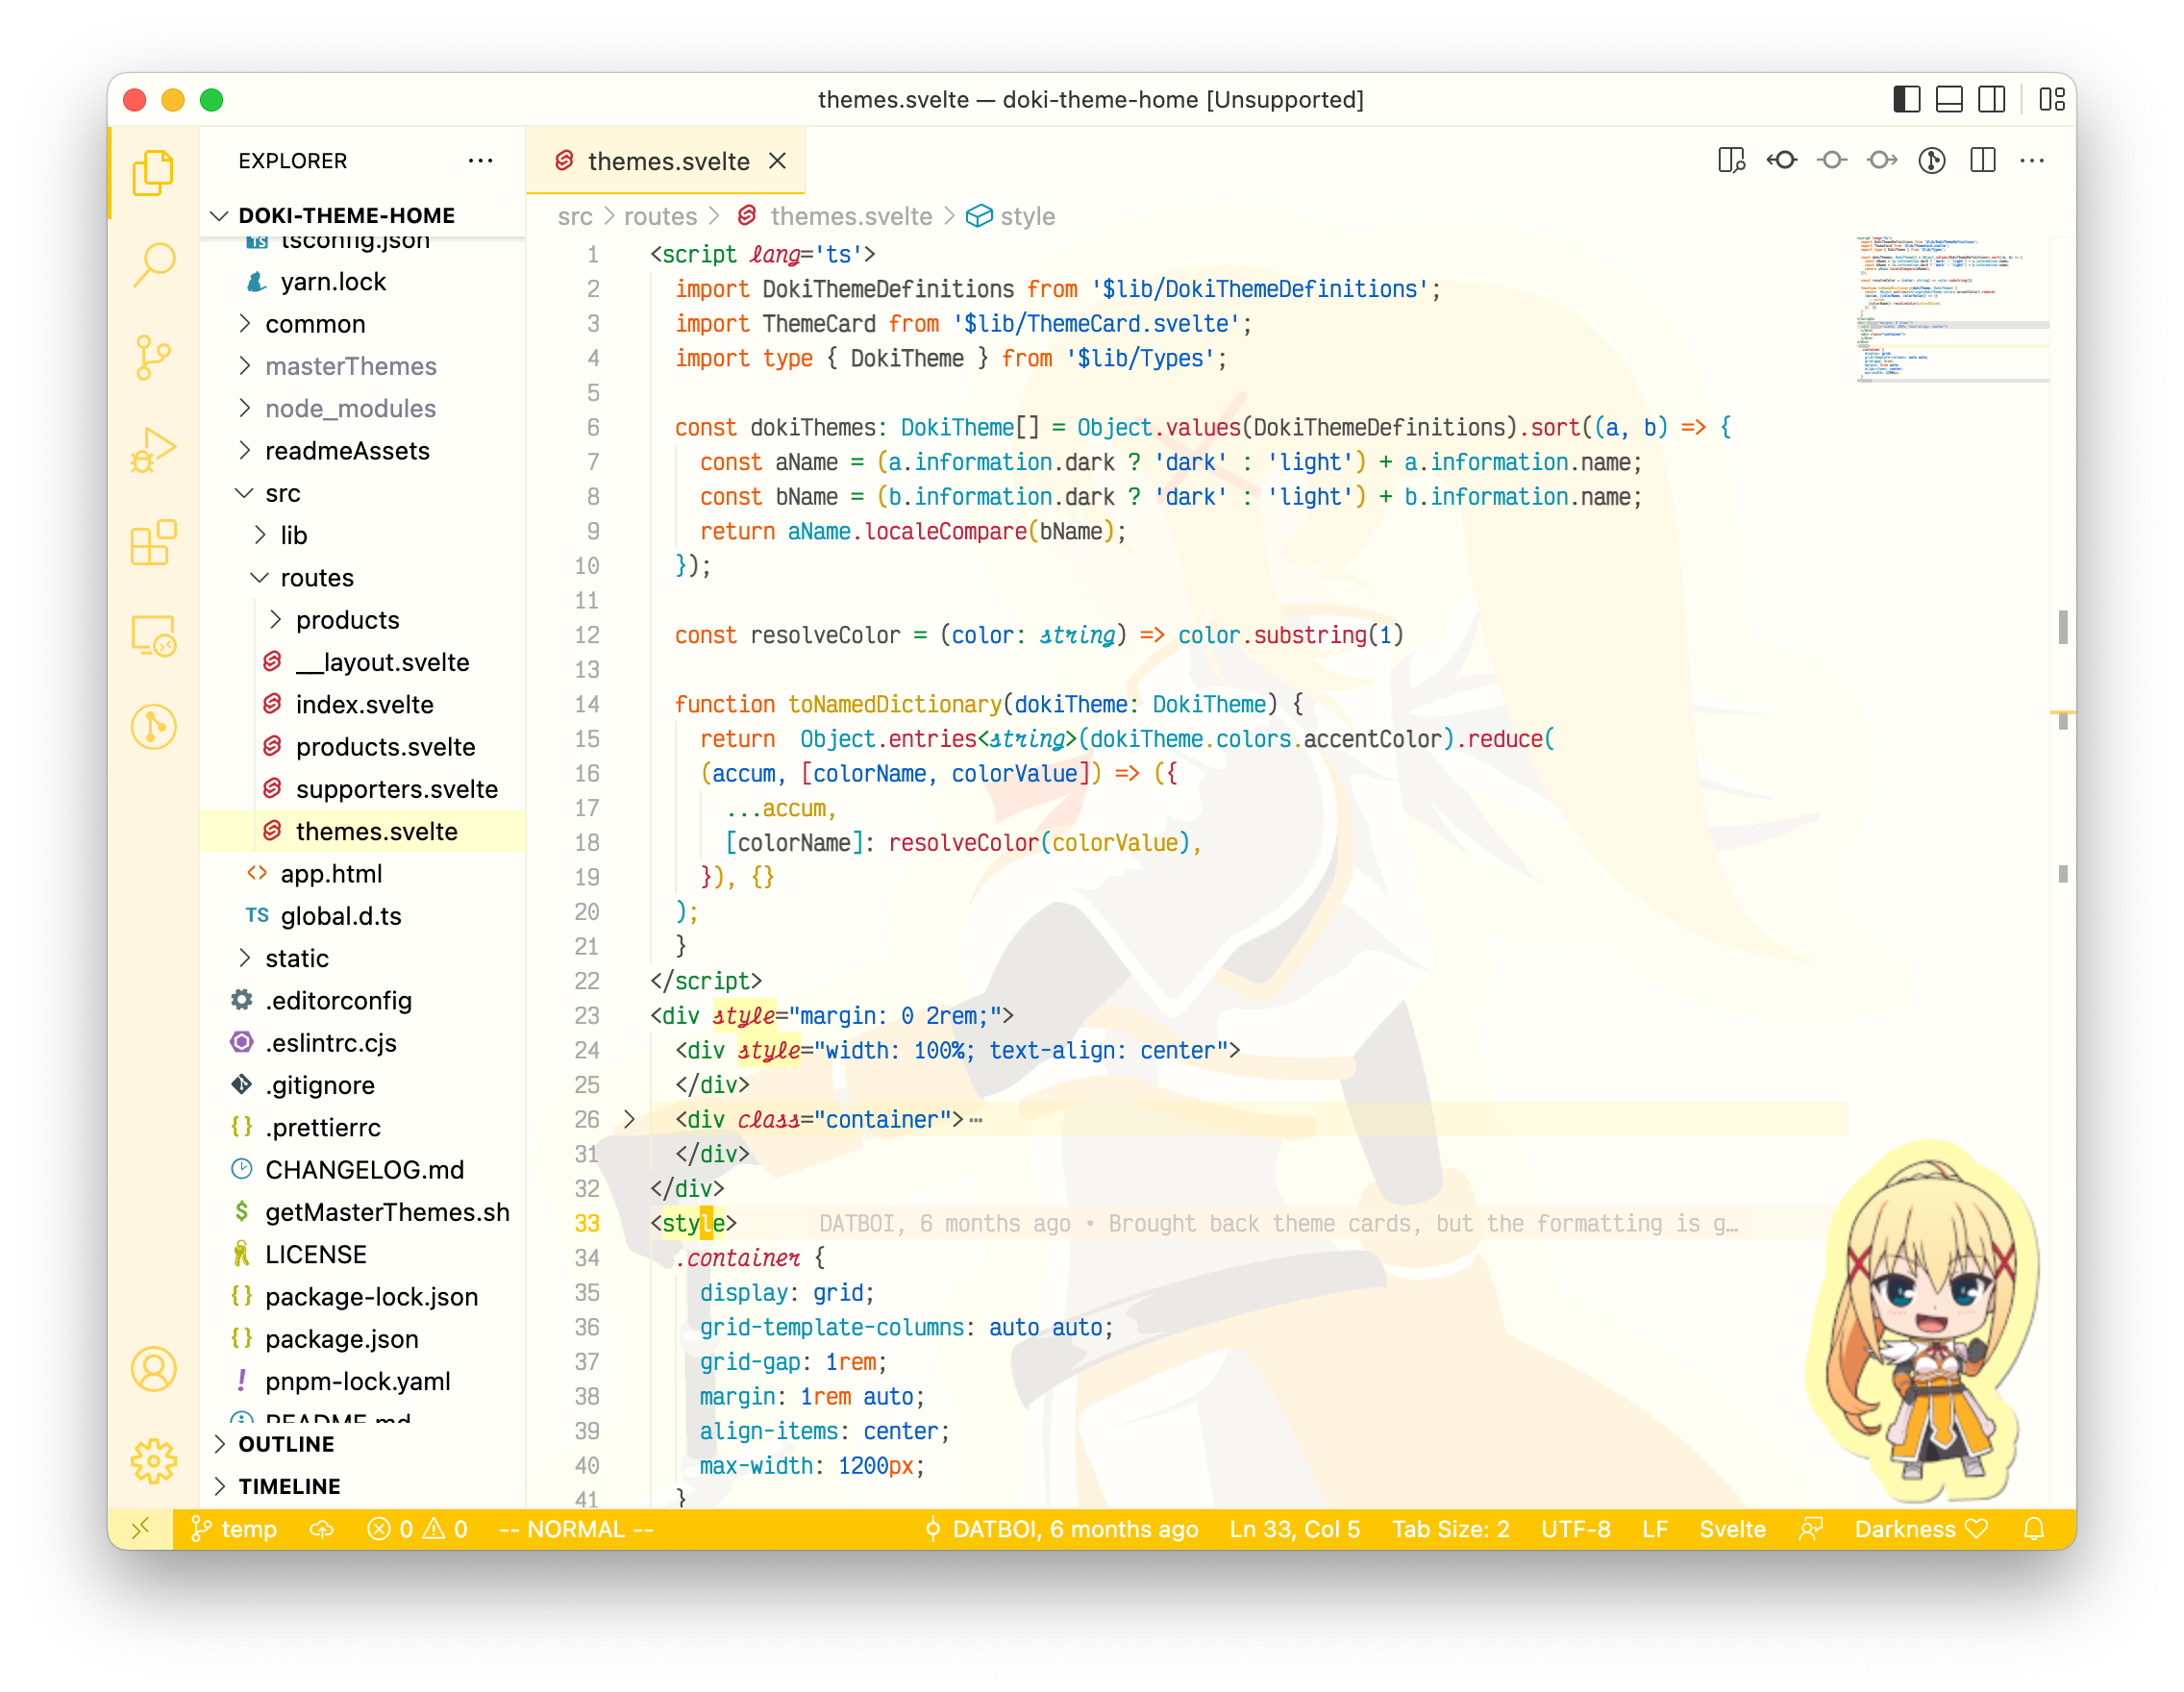 themes.svelte — doki-theme-home [Unsupported]
EXPLORER
DOKI-THEME-HOME
tsconfig.json
yarn.lock
common
masterThemes
node_modules
readmeAssets
src
lib
routes
products
__layout.svelte
index.svelte
products.svelte
supporters.svelte
themes.svelte
app.html
TS global.d.ts
static
.editorconfig
.eslintrc.cjs
.gitignore
{} .prettierrc
CHANGELOG.md
$ getMasterThemes.sh
LICENSE
{} package-lock.json
{} package.json
! pnpm-lock.yaml
README.md
OUTLINE
TIMELINE
themes.svelte
src > routes > themes.svelte > style
1 <script lang='ts'>
2 import DokiThemeDefinitions from '$lib/DokiThemeDefinitions';
3 import ThemeCard from '$lib/ThemeCard.svelte';
4 import type { DokiTheme } from '$lib/Types';
5
6 const dokiThemes: DokiTheme[] = Object.values(DokiThemeDefinitions).sort((a, b) => {
7 const aName = (a.information.dark ? 'dark' : 'light') + a.information.name;
8 const bName = (b.information.dark ? 'dark' : 'light') + b.information.name;
9 return aName.localeCompare(bName);
10 });
11
12 const resolveColor = (color: string) => color.substring(1)
13
14 function toNamedDictionary(dokiTheme: DokiTheme) {
15 return  Object.entries<string>(dokiTheme.colors.accentColor).reduce(
16 (accum, [colorName, colorValue]) => ({
17 ...accum,
18 [colorName]: resolveColor(colorValue),
19 }), {}
20 );
21 }
22 </script>
23 <div style="margin: 0 2rem;">
24 <div style="width: 100%; text-align: center">
25 </div>
26 <div class="container">⋯
31 </div>
32 </div>
33 <style> DATBOI, 6 months ago • Brought back theme cards, but the formatting is g…
34 .container {
35 display: grid;
36 grid-template-columns: auto auto;
37 grid-gap: 1rem;
38 margin: 1rem auto;
39 align-items: center;
40 max-width: 1200px;
41 }
temp 0 0 -- NORMAL -- DATBOI, 6 months ago Ln 33, Col 5 Tab Size: 2 UTF-8 LF Svelte Darkness ♡